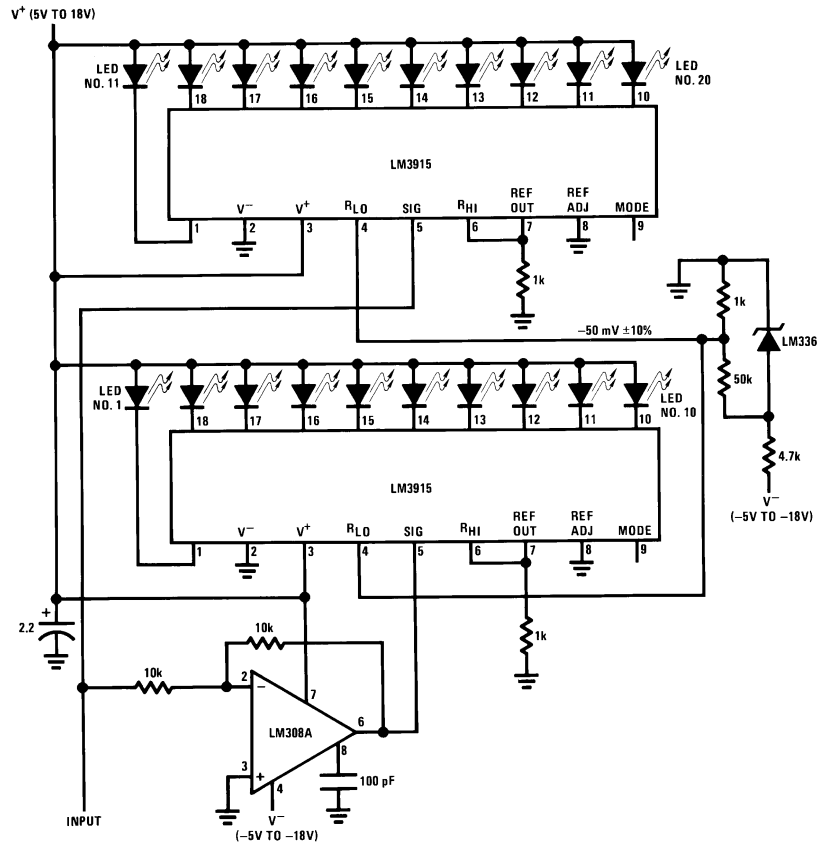 V+ (5V TO 18V)
LED NO. 11
LED NO. 20
18 17 16 15 14 13 12 11 10
LM3915
V− V+ RLO SIG RHI REF OUT REF ADJ MODE
1 2 3 4 5 6 7 8 9
1k
1k
−50 mV ±10%
LM336
50k
LED NO. 1
LED NO. 10
18 17 16 15 14 13 12 11 10
4.7k
LM3915
V−
(−5V TO −18V)
V− V+ RLO SIG RHI REF OUT REF ADJ MODE
1 2 3 4 5 6 7 8 9
+
2.2
10k
1k
10k
2
−
7
6
LM308A
8
3
+
4
100 pF
INPUT
V−
(−5V TO −18V)